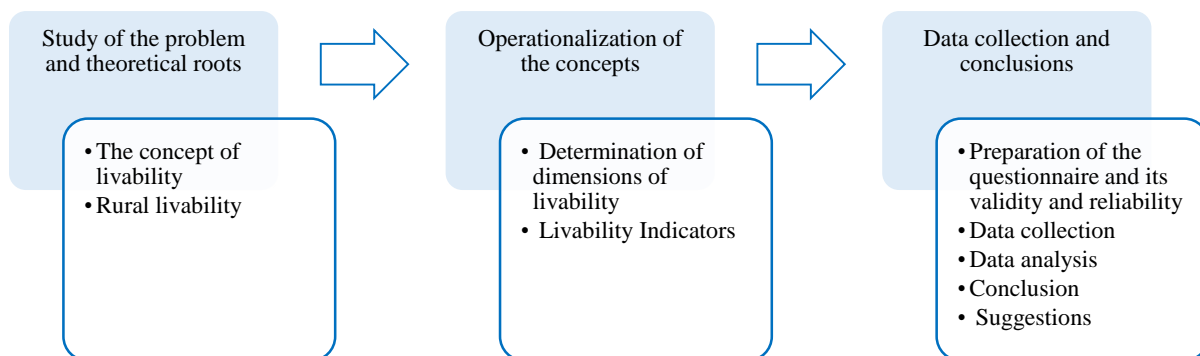 Study of the problem
and theoretical roots
• The concept of
livability
• Rural livability
Operationalization of
the concepts
• Determination of
dimensions of
livability
• Livability Indicators
Data collection and
conclusions
• Preparation of the
questionnaire and its
validity and reliability
• Data collection
• Data analysis
• Conclusion
• Suggestions